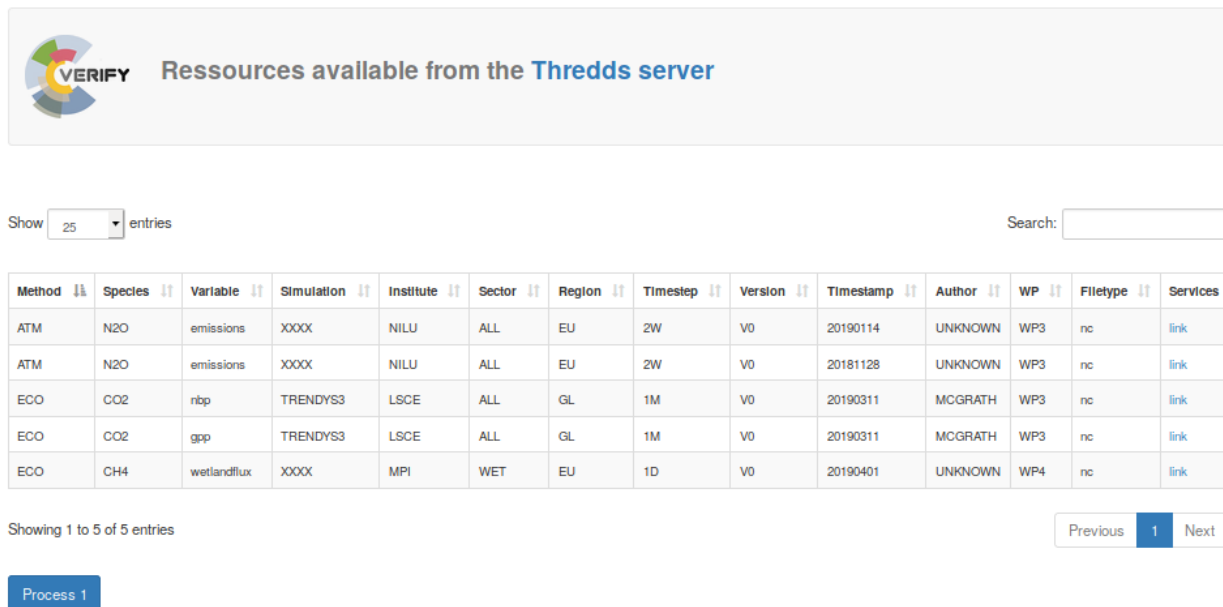 VERIFY Ressources available from the Thredds server
Show 25 entries Search:
Method Species Variable Simulation Institute Sector Region Timestep Version Timestamp Author WP Filetype Services
ATM N2O emissions XXXX NILU ALL EU 2W V0 20190114 UNKNOWN WP3 nc link
ATM N2O emissions XXXX NILU ALL EU 2W V0 20181128 UNKNOWN WP3 nc link
ECO CO2 nbp TRENDYS3 LSCE ALL GL 1M V0 20190311 MCGRATH WP3 nc link
ECO CO2 gpp TRENDYS3 LSCE ALL GL 1M V0 20190311 MCGRATH WP3 nc link
ECO CH4 wetlandflux XXXX MPI WET EU 1D V0 20190401 UNKNOWN WP4 nc link
Showing 1 to 5 of 5 entries Previous 1 Next
Process 1